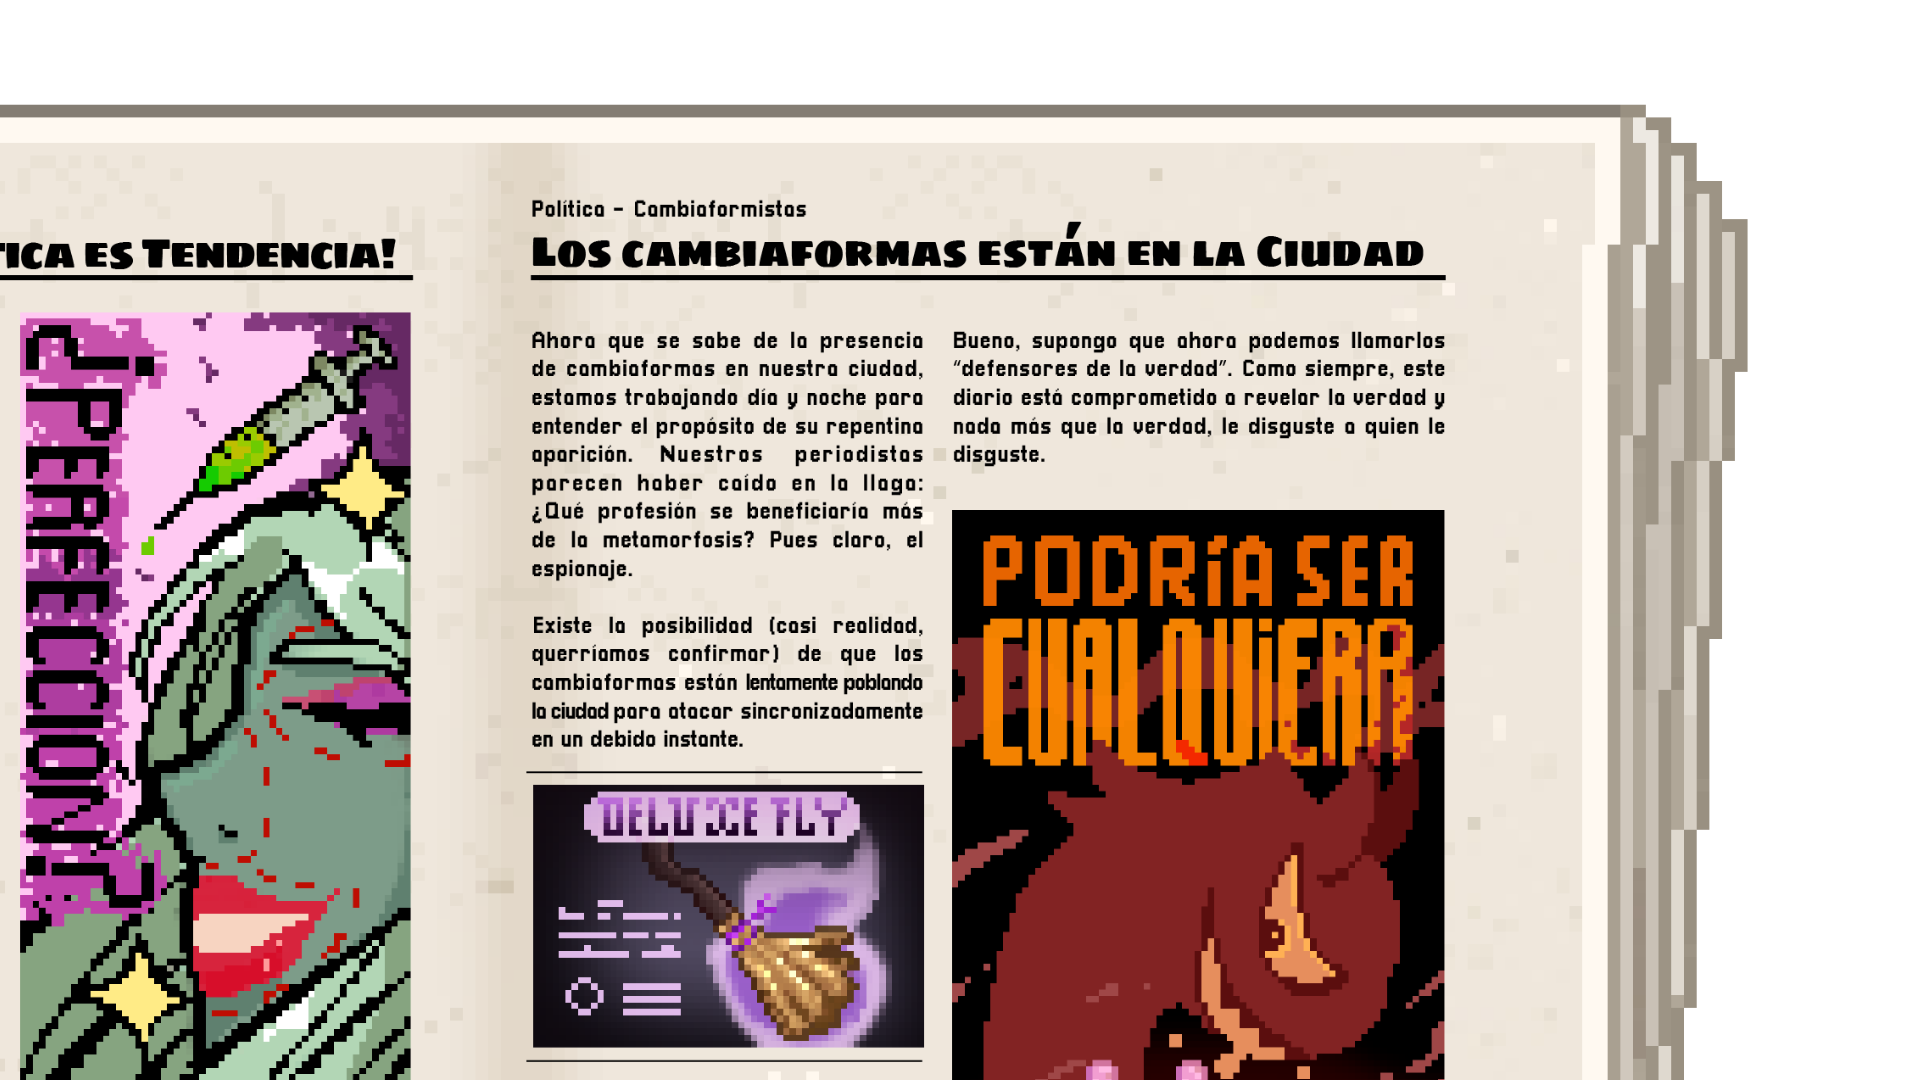 TICA ES TENDENCIA!
¿PERFECCIÓN?
Política - Cambiaformistas
LOS CAMBIAFORMAS ESTÁN EN LA CIUDAD
Ahora que se sabe de la presencia
de cambiaformas en nuestra ciudad,
estamos trabajando día y noche para
entender el propósito de su repentina
aparición. Nuestros periodistas
parecen haber caído en la llaga:
¿Qué profesión se beneficiaría más
de la metamorfosis? Pues claro, el
espionaje.
Existe la posibilidad (casi realidad,
querríamos confirmar) de que los
cambiaformas están lentamente poblando
la ciudad para atacar sincronizadamente
en un debido instante.
Bueno, supongo que ahora podemos llamarlos
“defensores de la verdad”. Como siempre, este
diario está comprometido a revelar la verdad y
nada más que la verdad, le disguste a quien le
disguste.
PODRíA SER
CUALQUiERA
FLY